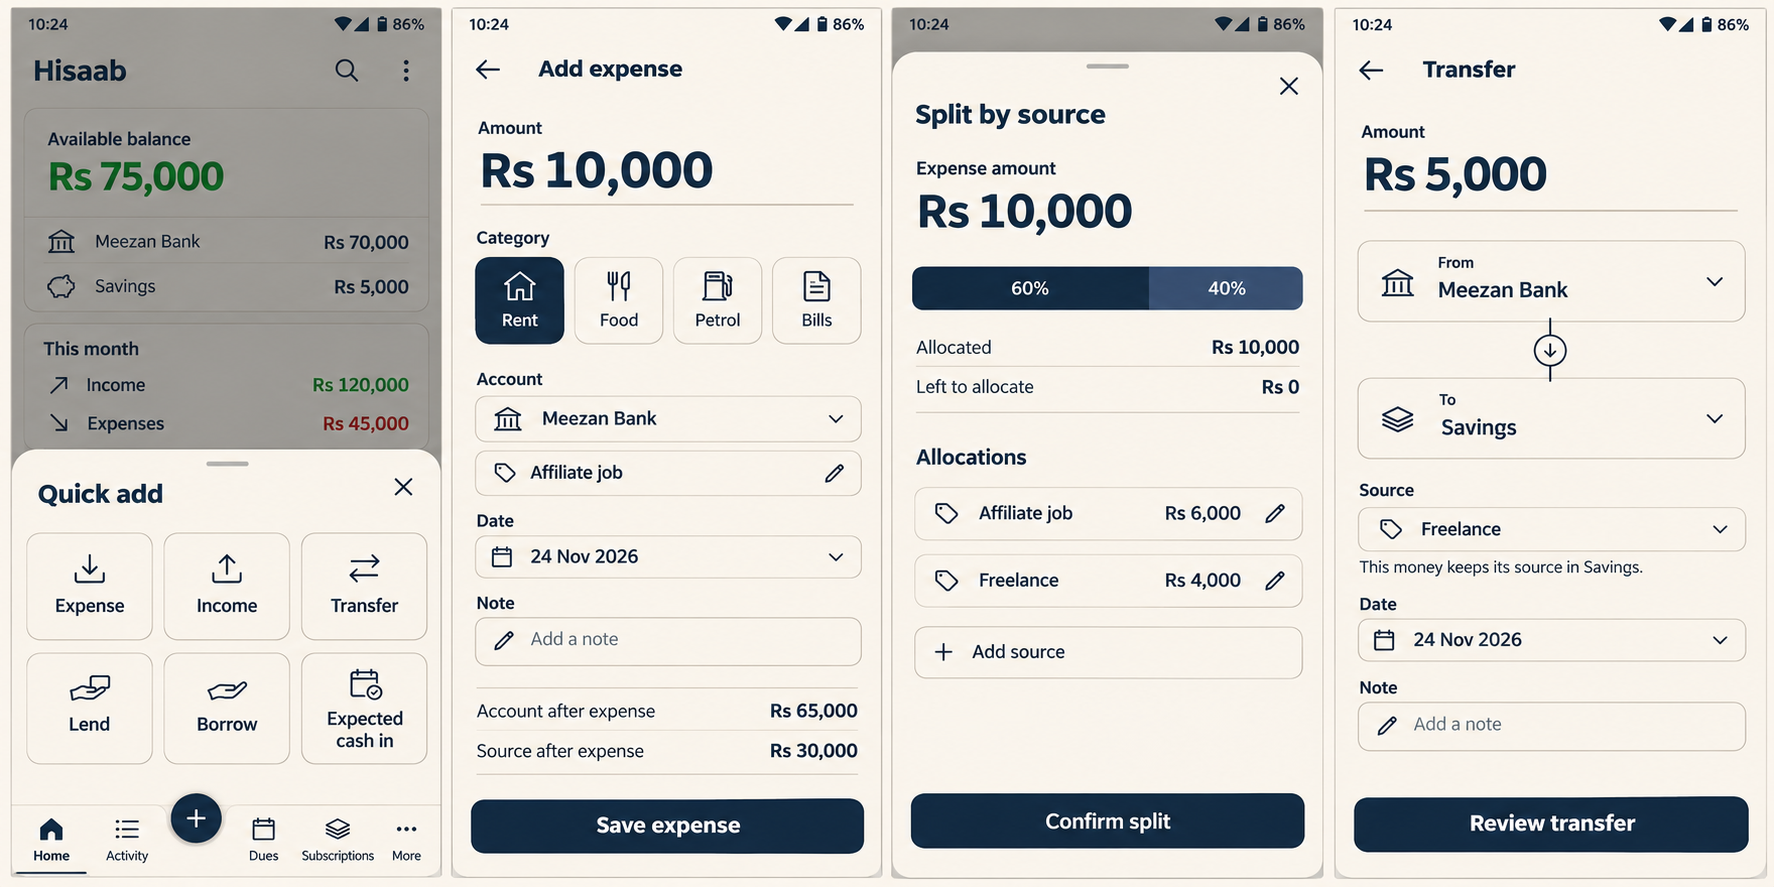 10:24
86%
Hisaab
Available balance
Rs 75,000
Meezan Bank Rs 70,000
Savings Rs 5,000
This month
Income Rs 120,000
Expenses Rs 45,000
Quick add
Expense Income Transfer
Lend Borrow Expected cash in
Home Activity Dues Subscriptions More
10:24
86%
Add expense
Amount
Rs 10,000
Category
Rent Food Petrol Bills
Account
Meezan Bank
Affiliate job
Date
24 Nov 2026
Note
Add a note
Account after expense Rs 65,000
Source after expense Rs 30,000
Save expense
10:24
86%
Split by source
Expense amount
Rs 10,000
60% 40%
Allocated Rs 10,000
Left to allocate Rs 0
Allocations
Affiliate job Rs 6,000
Freelance Rs 4,000
Add source
Confirm split
10:24
86%
Transfer
Amount
Rs 5,000
From
Meezan Bank
To
Savings
Source
Freelance
This money keeps its source in Savings.
Date
24 Nov 2026
Note
Add a note
Review transfer